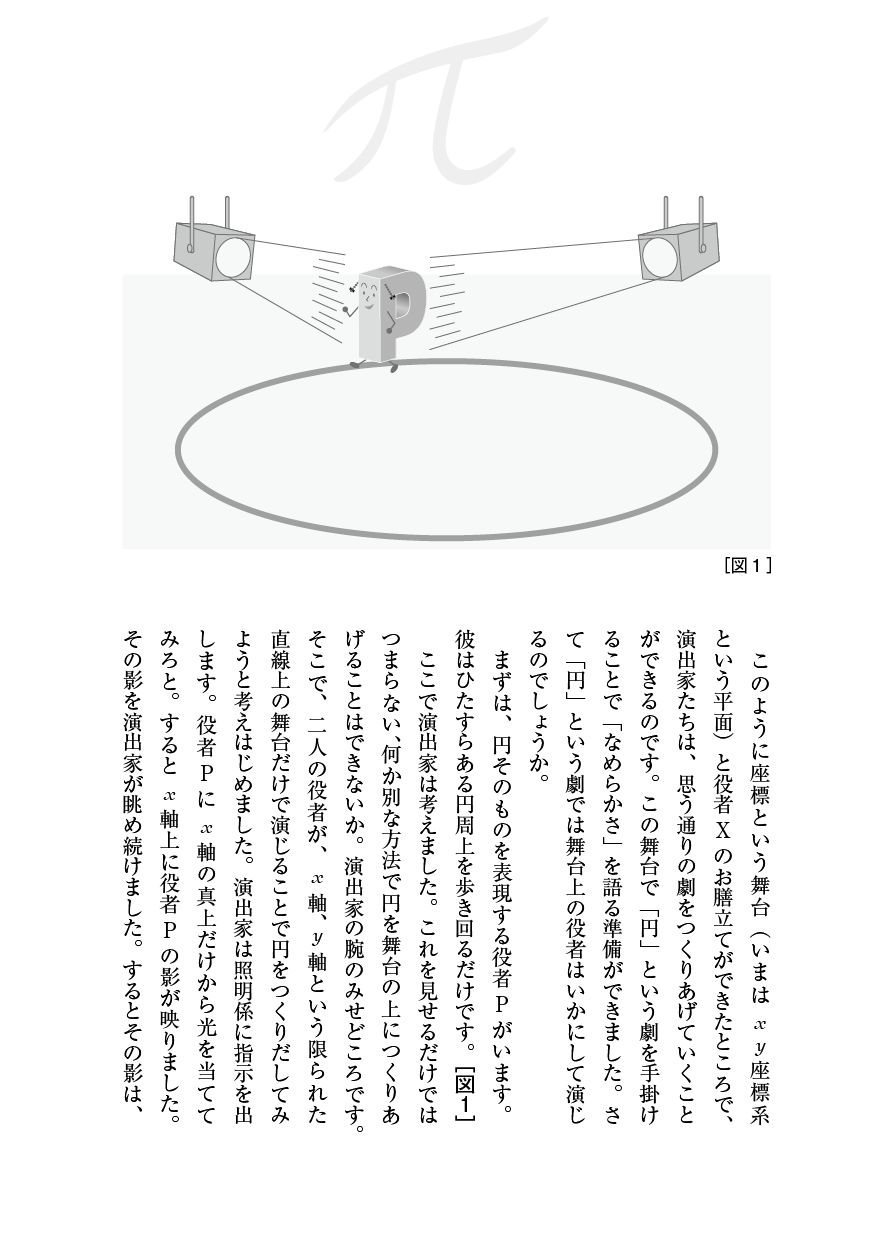 π
P
［図1］
このように座標という舞台（いまはxy座標系
という平面）と役者Xのお膳立てができたところで、
演出家たちは、思う通りの劇をつくりあげていくこと
ができるのです。この舞台で「円」という劇を手掛け
ることで「なめらかさ」を語る準備ができました。さ
て「円」という劇では舞台上の役者はいかにして演じ
るのでしょうか。
まずは、円そのものを表現する役者Pがいます。
彼はひたすらある円周上を歩き回るだけです。［図1］
ここで演出家は考えました。これを見せるだけでは
つまらない、何か別な方法で円を舞台の上につくりあ
げることはできないか。演出家の腕のみせどころです。
そこで、二人の役者が、x軸、y軸という限られた
直線上の舞台だけで演じることで円をつくりだしてみ
ようと考えはじめました。演出家は照明係に指示を出
します。役者Pにx軸の真上だけから光を当てて
みろと。するとx軸上に役者Pの影が映りました。
その影を演出家が眺め続けました。するとその影は、